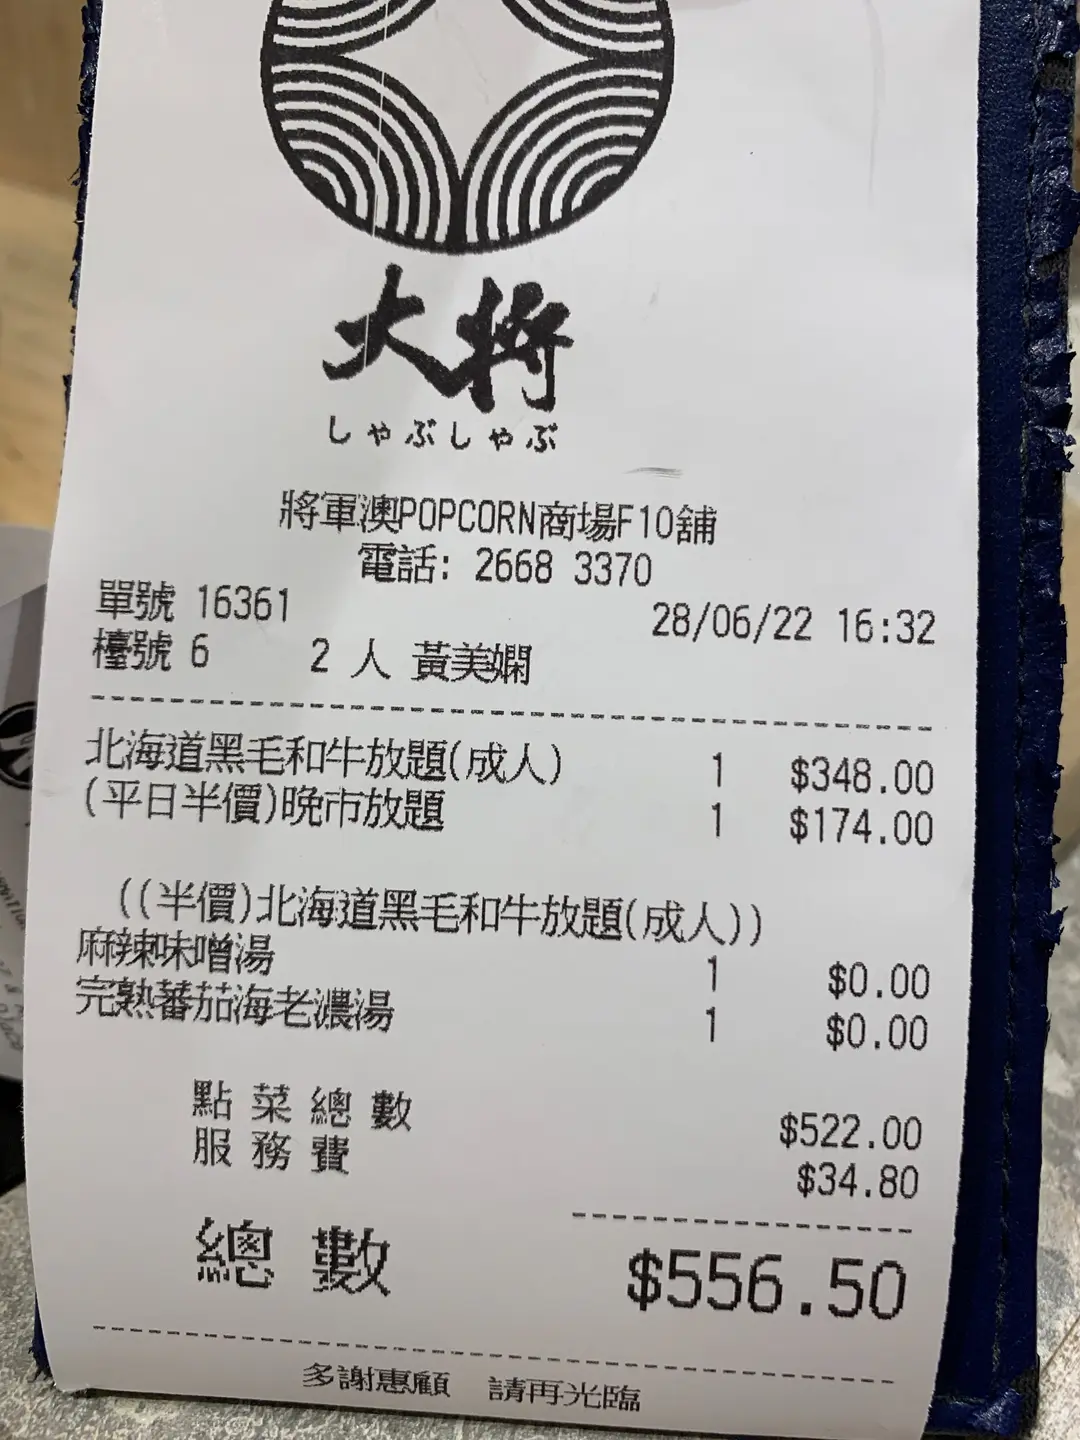 大将
しゃぶしゃぶ
將軍澳POPCORN商場F10舖
電話: 2668 3370
單號 16361 28/06/22 16:32
檯號 6 2 人 黃美嫻
北海道黑毛和牛放題(成人) 1 $348.00
(平日半價)晚市放題 1 $174.00
((半價)北海道黑毛和牛放題(成人))
麻辣味噌湯 1 $0.00
完熟蕃茄海老濃湯 1 $0.00
點菜總數 $522.00
服務費 $34.80
總數 $556.50
多謝惠顧 請再光臨